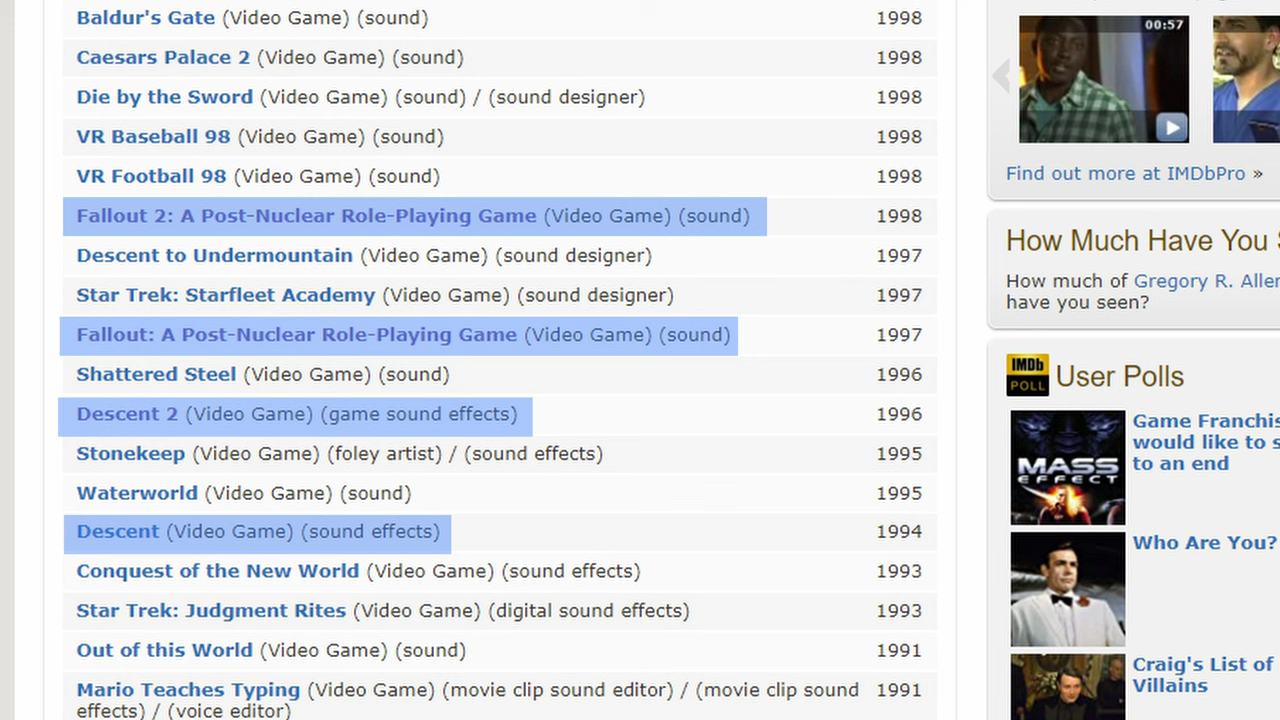 Baldur's Gate (Video Game) (sound) 1998
Caesars Palace 2 (Video Game) (sound) 1998
Die by the Sword (Video Game) (sound) / (sound designer) 1998
VR Baseball 98 (Video Game) (sound) 1998
VR Football 98 (Video Game) (sound) 1998
Fallout 2: A Post-Nuclear Role-Playing Game (Video Game) (sound) 1998
Descent to Undermountain (Video Game) (sound designer) 1997
Star Trek: Starfleet Academy (Video Game) (sound designer) 1997
Fallout: A Post-Nuclear Role-Playing Game (Video Game) (sound) 1997
Shattered Steel (Video Game) (sound) 1996
Descent 2 (Video Game) (game sound effects) 1996
Stonekeep (Video Game) (foley artist) / (sound effects) 1995
Waterworld (Video Game) (sound) 1995
Descent (Video Game) (sound effects) 1994
Conquest of the New World (Video Game) (sound effects) 1993
Star Trek: Judgment Rites (Video Game) (digital sound effects) 1993
Out of this World (Video Game) (sound) 1991
Mario Teaches Typing (Video Game) (movie clip sound editor) / (movie clip sound 1991
effects) / (voice editor)
00:57
Find out more at IMDbPro »
How Much Have You
How much of Gregory R. Aller
have you seen?
IMDb
POLL
User Polls
Game Franchis
would like to s
to an end
MASS
EFFECT
Who Are You?
Craig's List of
Villains